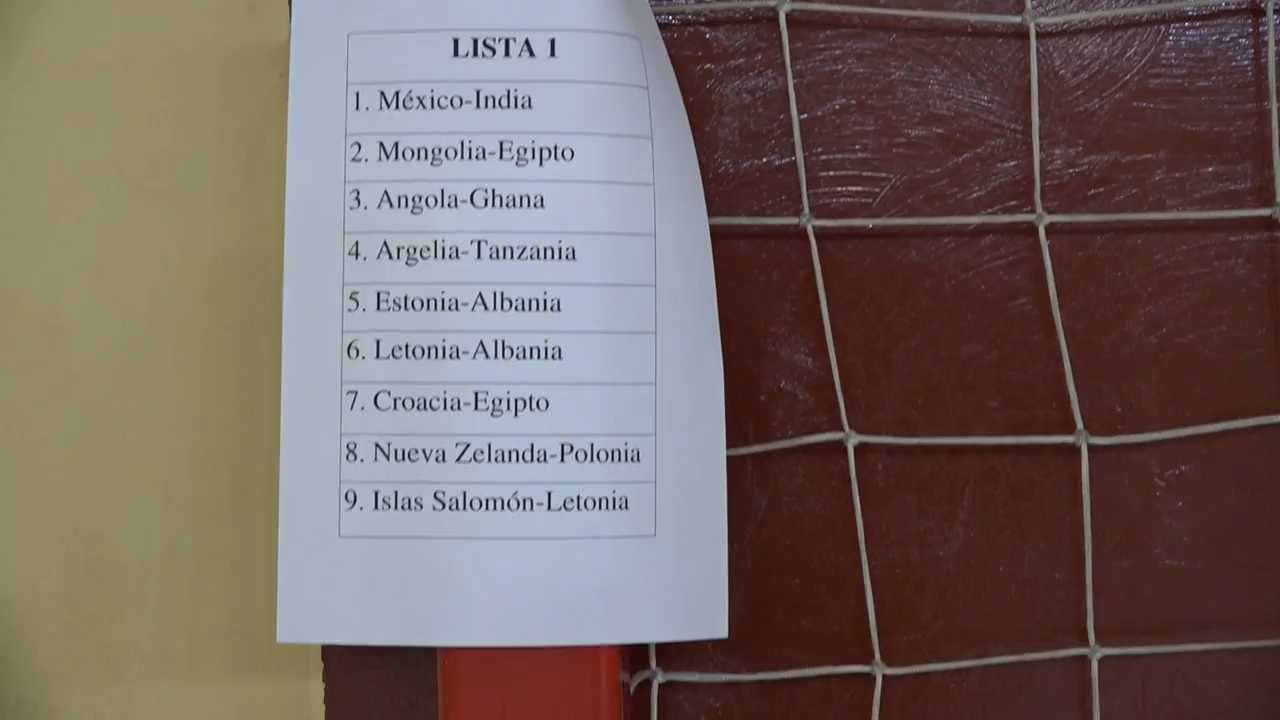 LISTA 1
1. México-India
2. Mongolia-Egipto
3. Angola-Ghana
4. Argelia-Tanzania
5. Estonia-Albania
6. Letonia-Albania
7. Croacia-Egipto
8. Nueva Zelanda-Polonia
9. Islas Salomón-Letonia